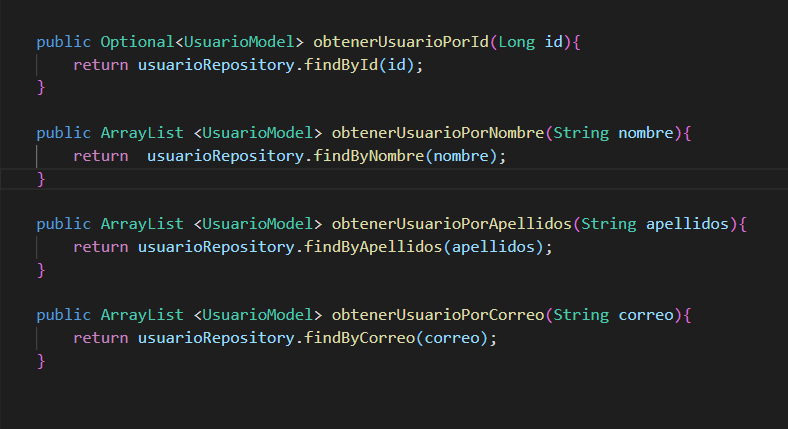 public Optional<UsuarioModel> obtenerUsuarioPorId(Long id){
    return usuarioRepository.findById(id);
}

public ArrayList <UsuarioModel> obtenerUsuarioPorNombre(String nombre){
    return  usuarioRepository.findByNombre(nombre);
}

public ArrayList <UsuarioModel> obtenerUsuarioPorApellidos(String apellidos){
    return usuarioRepository.findByApellidos(apellidos);
}

public ArrayList <UsuarioModel> obtenerUsuarioPorCorreo(String correo){
    return usuarioRepository.findByCorreo(correo);
}